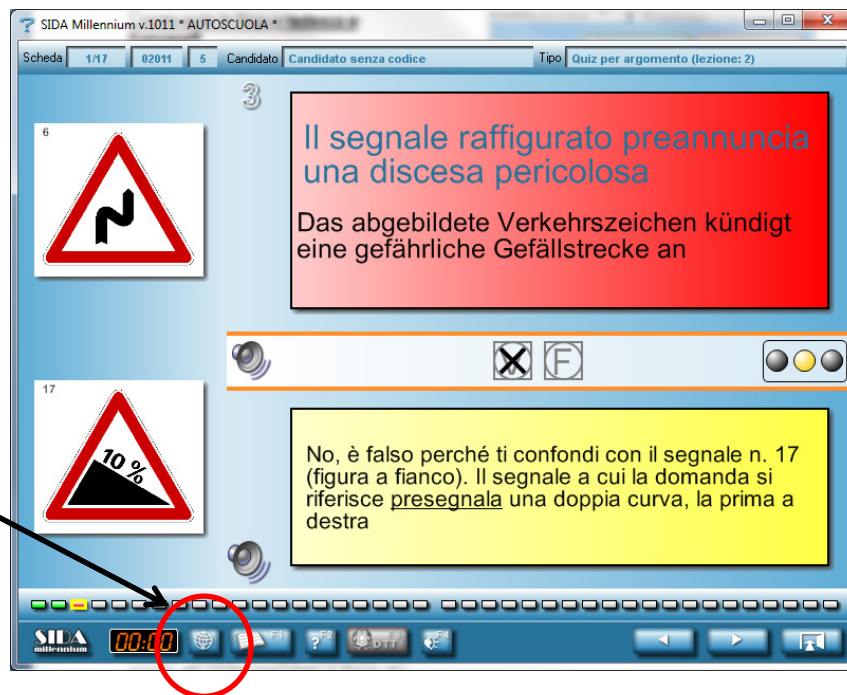 SIDA Millennium v.1011 * AUTOSCUOLA *
Scheda 1/17 02011 5 Candidato Candidato senza codice Tipo Quiz per argomento (lezione: 2)
3
6
Il segnale raffigurato preannuncia
una discesa pericolosa
Das abgebildete Verkehrszeichen kündigt
eine gefährliche Gefällstrecke an
V F
17
10 %
No, è falso perché ti confondi con il segnale n. 17
(figura a fianco). Il segnale a cui la domanda si
riferisce presegnala una doppia curva, la prima a
destra
SIDA
millennium
00:00 F1 ?F2 DTT F4